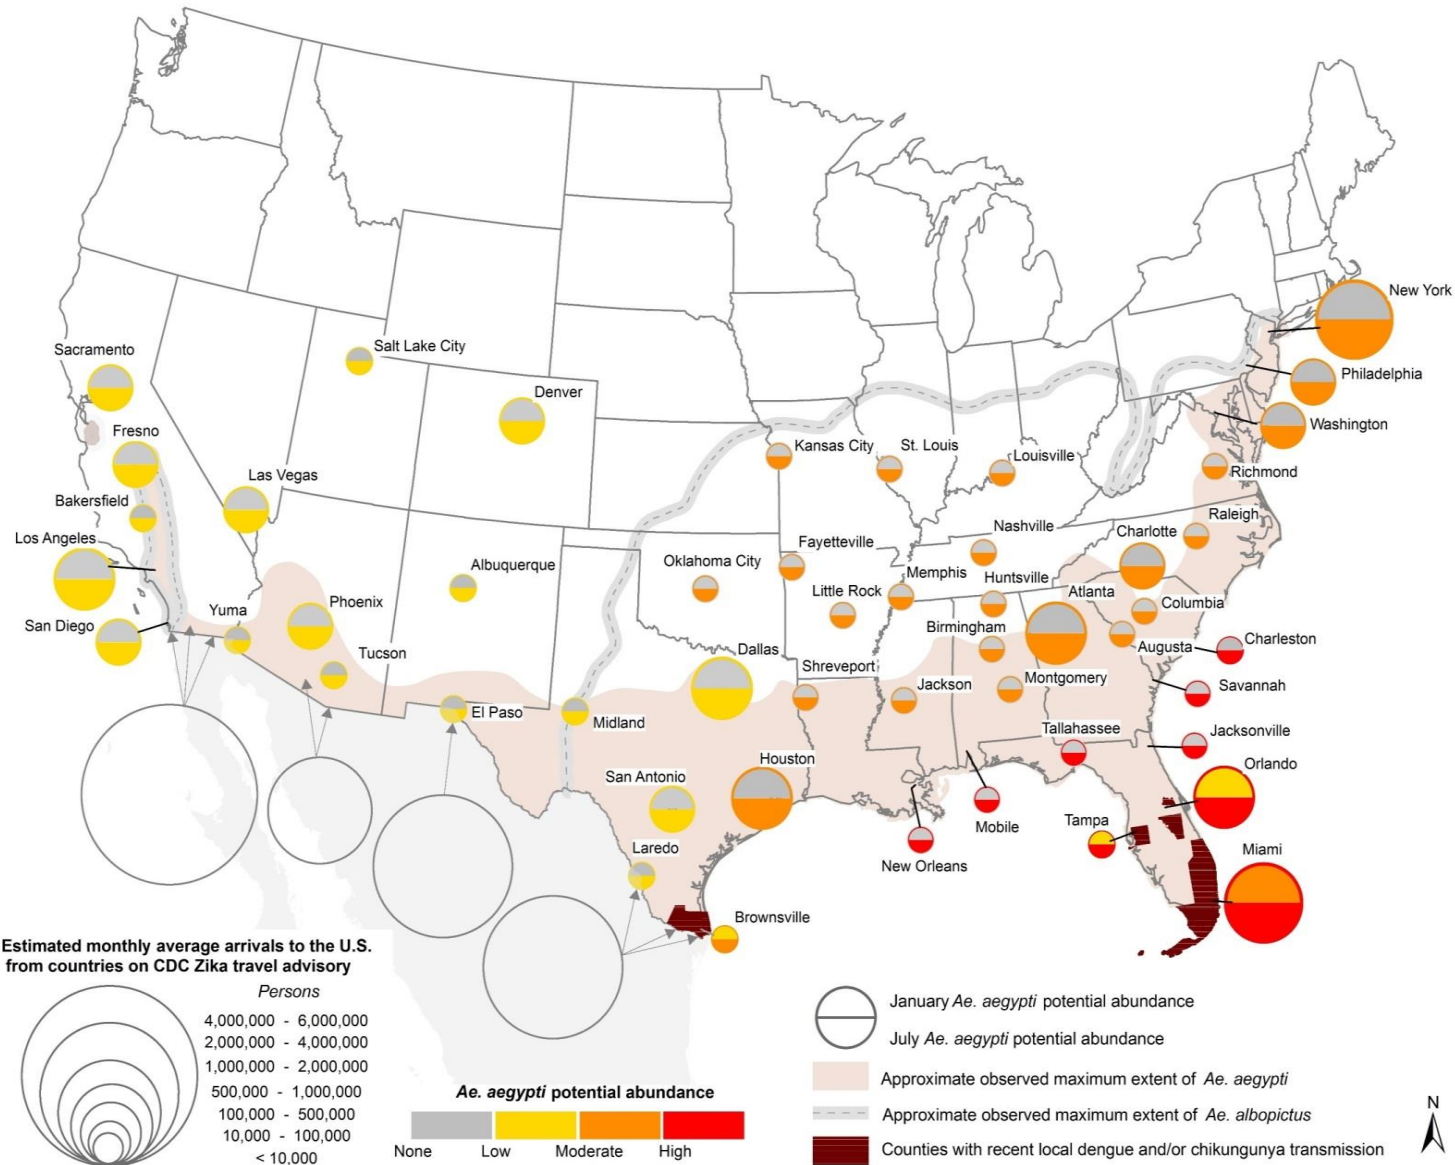 New York
Salt Lake City
Sacramento
Philadelphia
Denver
Washington
Fresno
Kansas City
St. Louis
Louisville
Richmond
Las Vegas
Bakersfield
Raleigh
Nashville
Charlotte
Los Angeles
Fayetteville
Albuquerque
Oklahoma City
Memphis
Huntsville
Little Rock
Atlanta
Phoenix
Columbia
Yuma
San Diego
Birmingham
Charleston
Augusta
Tucson
Dallas
Shreveport
Montgomery
Jackson
Savannah
El Paso
Midland
Tallahassee
Jacksonville
Houston
Orlando
San Antonio
Tampa
Mobile
Laredo
Miami
New Orleans
Brownsville
Estimated monthly average arrivals to the U.S.
from countries on CDC Zika travel advisory
Persons
4,000,000 - 6,000,000
2,000,000 - 4,000,000
1,000,000 - 2,000,000
500,000 - 1,000,000
100,000 - 500,000
10,000 - 100,000
< 10,000
Ae. aegypti potential abundance
None Low Moderate High
January Ae. aegypti potential abundance
July Ae. aegypti potential abundance
Approximate observed maximum extent of Ae. aegypti
Approximate observed maximum extent of Ae. albopictus
Counties with recent local dengue and/or chikungunya transmission
N